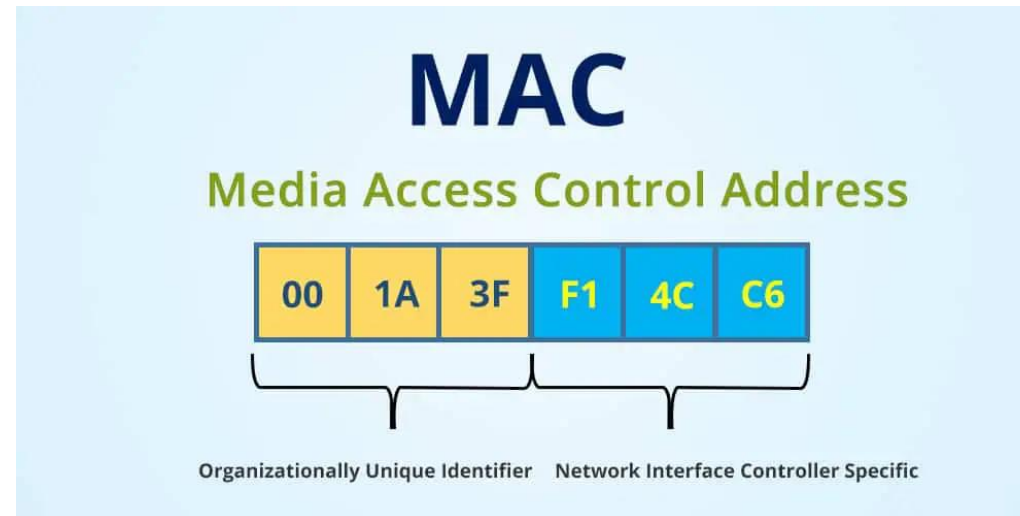 MAC
Media Access Control Address
00 1A 3F F1 4C C6
Organizationally Unique Identifier Network Interface Controller Specific